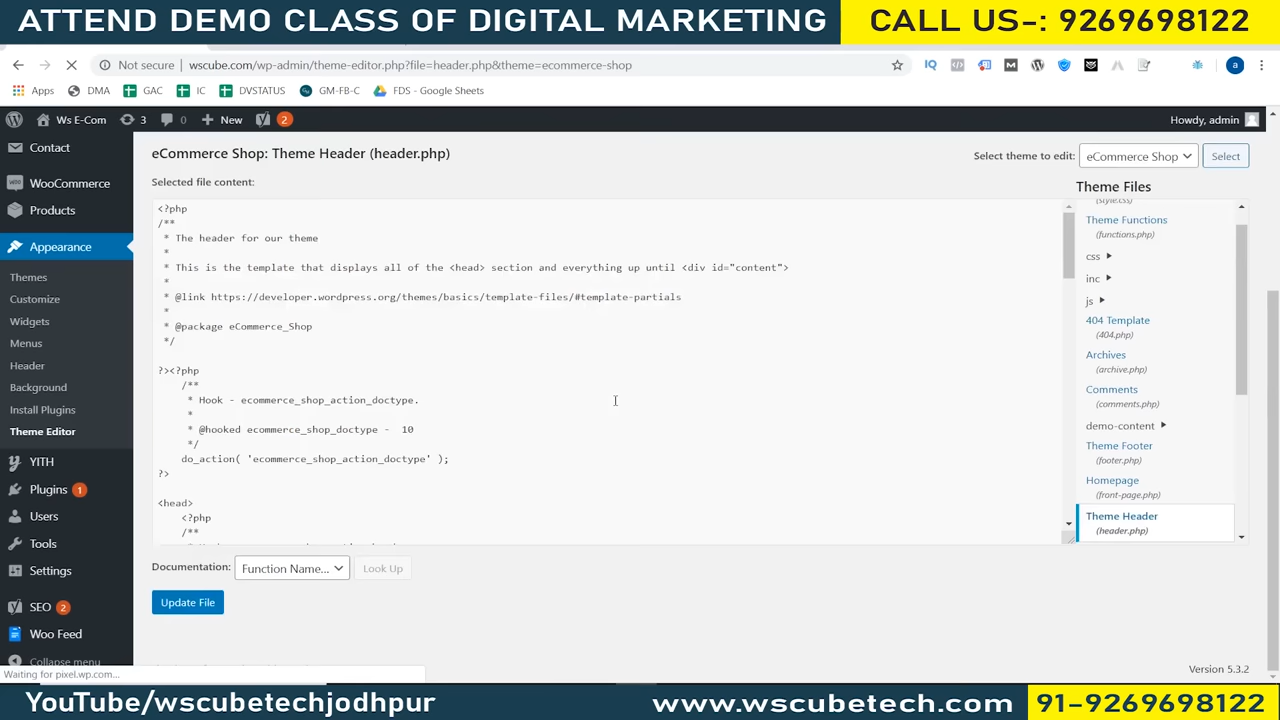 ATTEND DEMO CLASS OF DIGITAL MARKETING
CALL US-: 9269698122
Not secure | wscube.com/wp-admin/theme-editor.php?file=header.php&theme=ecommerce-shop
Apps DMA GAC IC DVSTATUS GM-FB-C FDS - Google Sheets
Ws E-Com 3 0 New 2 Howdy, admin
Contact
WooCommerce
Products
Appearance
Themes
Customize
Widgets
Menus
Header
Background
Install Plugins
Theme Editor
YITH
Plugins 1
Users
Tools
Settings
SEO 2
Woo Feed
Collapse menu
eCommerce Shop: Theme Header (header.php)
Select theme to edit: eCommerce Shop Select
Selected file content:
<?php
/**
* The header for our theme
*
* This is the template that displays all of the <head> section and everything up until <div id="content">
*
* @link https://developer.wordpress.org/themes/basics/template-files/#template-partials
*
* @package eCommerce_Shop
*/
?><?php
/**
* Hook - ecommerce_shop_action_doctype.
*
* @hooked ecommerce_shop_doctype - 10
*/
do_action( 'ecommerce_shop_action_doctype' );
?>
<head>
<?php
/**
Theme Files
(style.css)
Theme Functions
(functions.php)
css
inc
js
404 Template
(404.php)
Archives
(archive.php)
Comments
(comments.php)
demo-content
Theme Footer
(footer.php)
Homepage
(front-page.php)
Theme Header
(header.php)
Documentation: Function Name... Look Up
Update File
Waiting for pixel.wp.com...
Version 5.3.2
YouTube/wscubetechjodhpur
www.wscubetech.com
91-9269698122